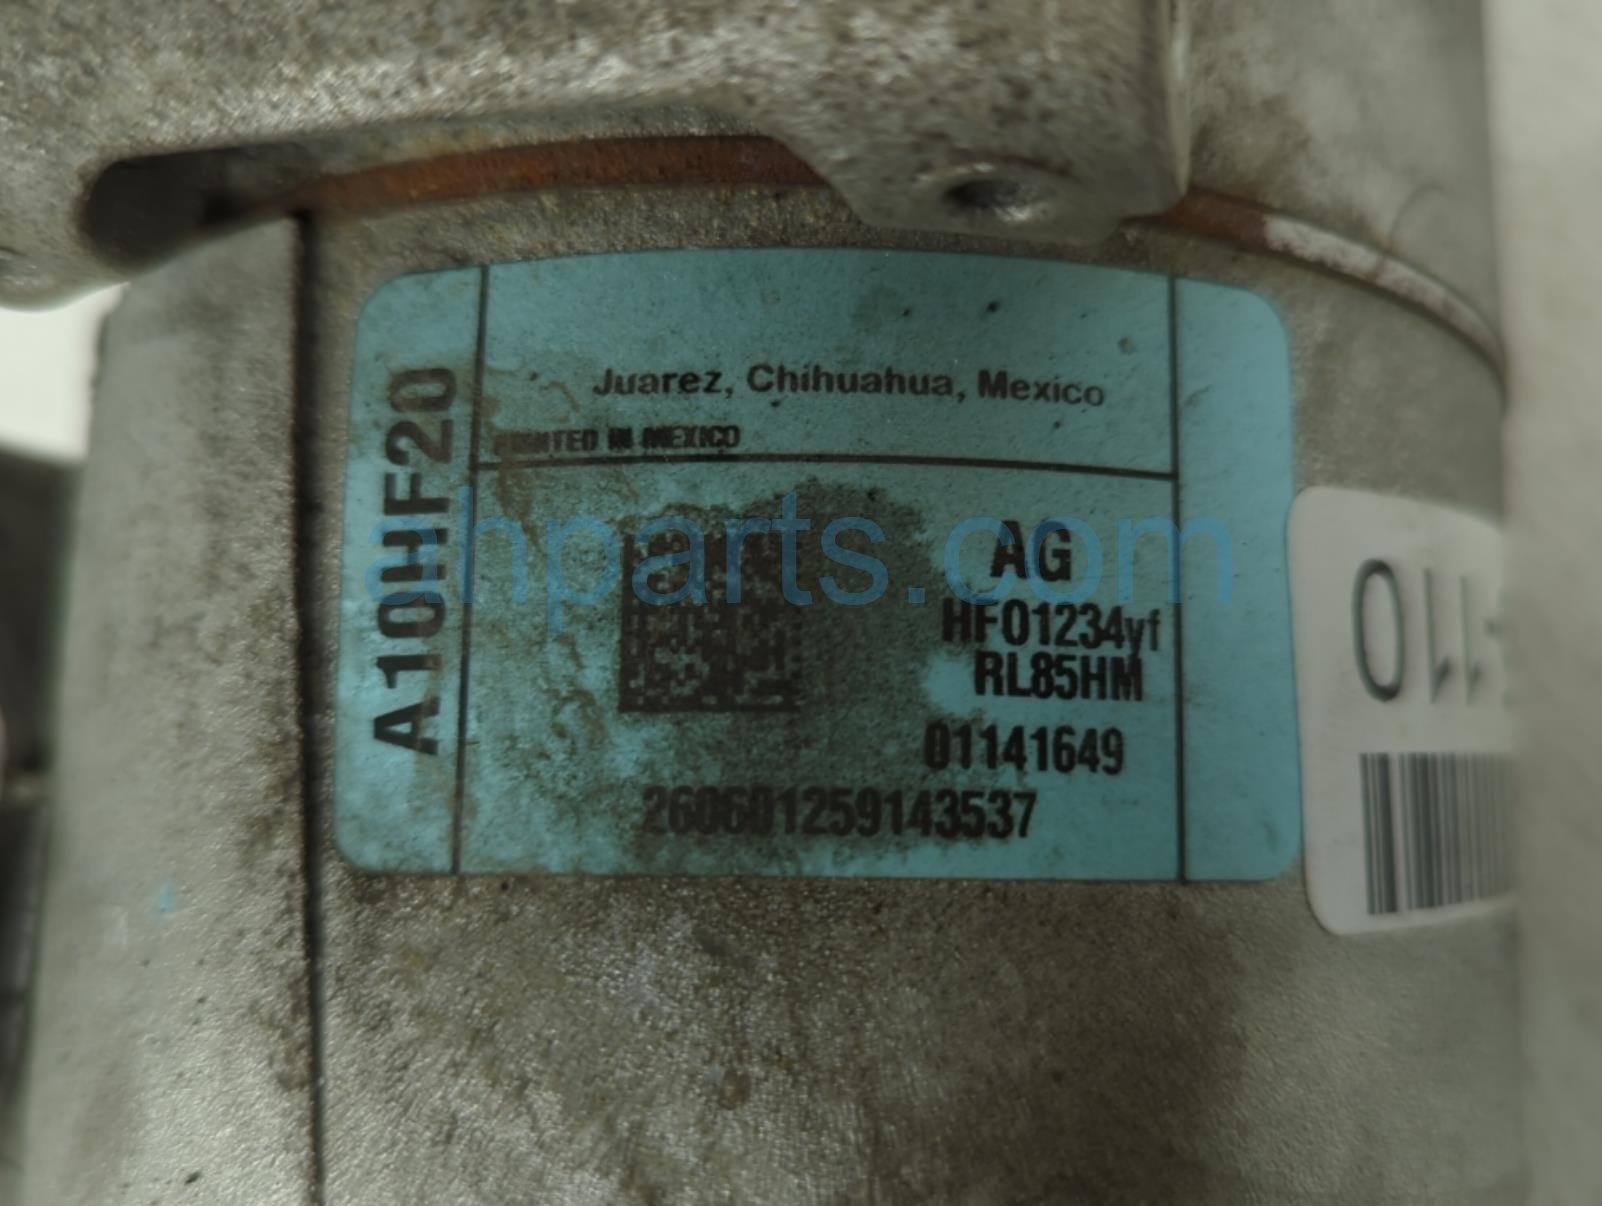 A10HF20
Juarez, Chihuahua, Mexico
PRINTED IN MEXICO
AG
HFO1234yf
RL85HM
01141649
260601259143537
ahparts.com
110